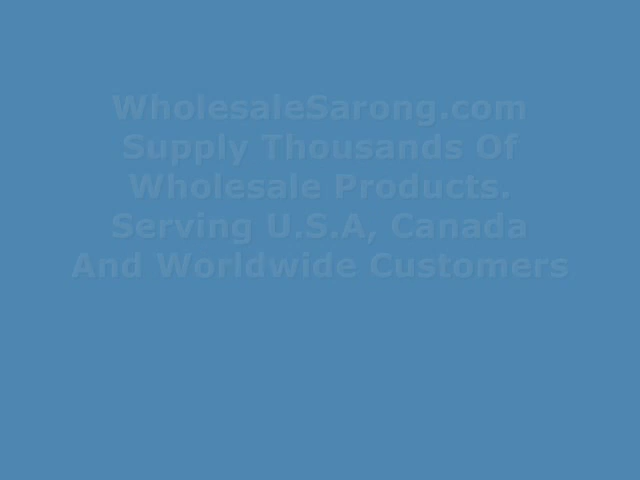 WholesaleSarong.com
Supply Thousands Of
Wholesale Products.
Serving U.S.A, Canada
And Worldwide Customers